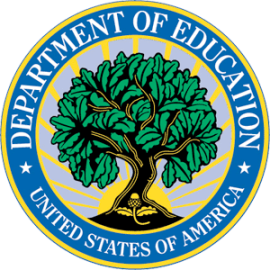 DEPARTMENT OF EDUCATION
UNITED STATES OF AMERICA